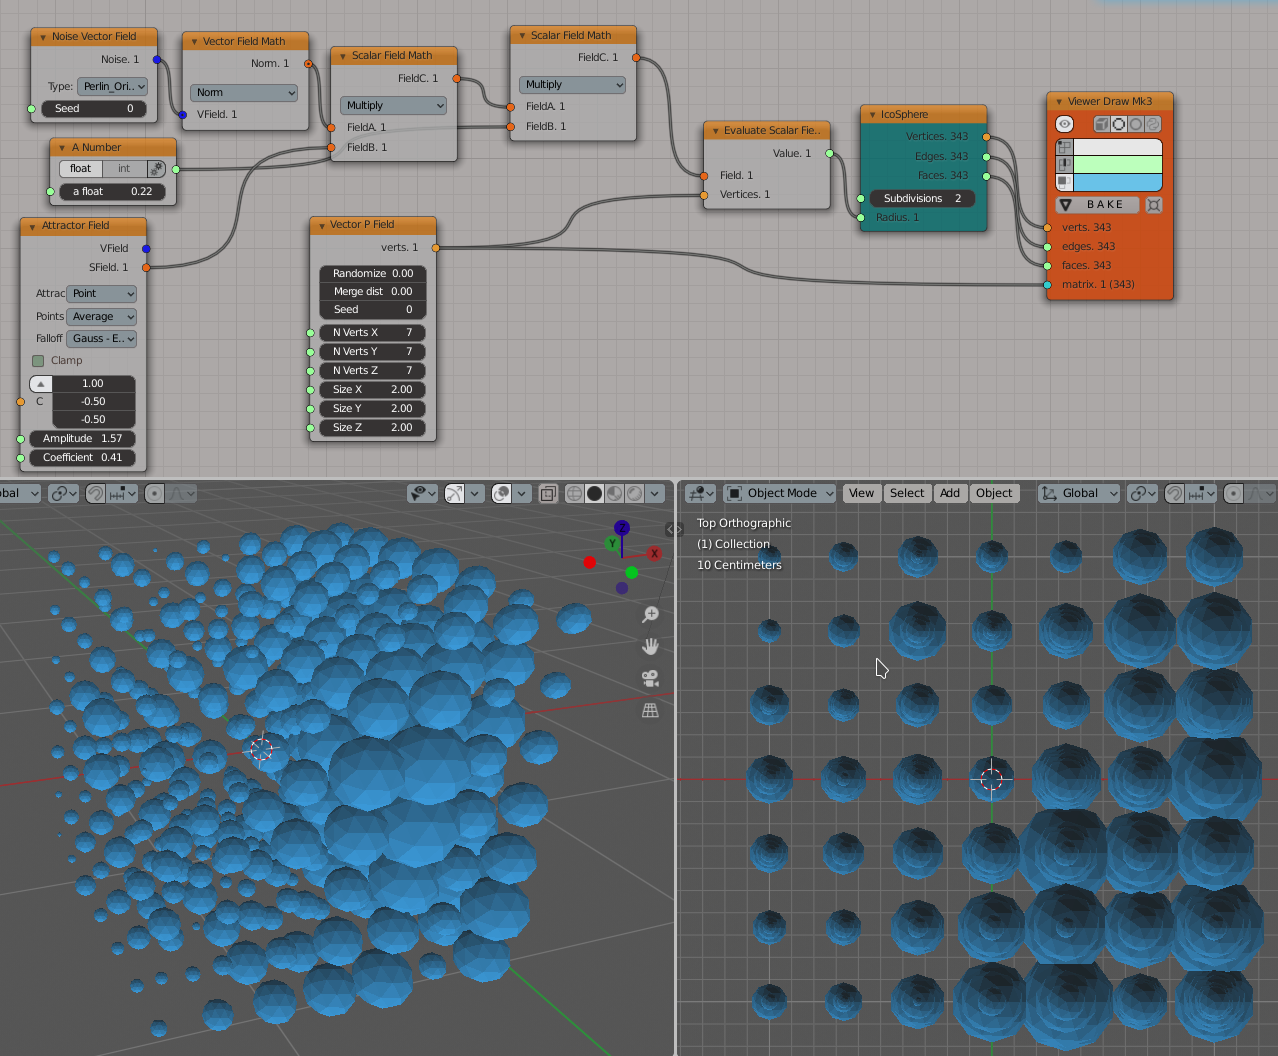 Noise Vector Field
Noise. 1
Type: Perlin_Ori..
Seed 0
Vector Field Math
Norm. 1
Norm
VField. 1
Scalar Field Math
FieldC. 1
Multiply
FieldA. 1
FieldB. 1
Scalar Field Math
FieldC. 1
Multiply
FieldA. 1
FieldB. 1
A Number
float int
a float 0.22
Attractor Field
VField
SField. 1
Attrac Point
Points Average
Falloff Gauss - E..
Clamp
1.00
C -0.50
-0.50
Amplitude 1.57
Coefficient 0.41
Vector P Field
verts. 1
Randomize 0.00
Merge dist 0.00
Seed 0
N Verts X 7
N Verts Y 7
N Verts Z 7
Size X 2.00
Size Y 2.00
Size Z 2.00
Evaluate Scalar Fie..
Value. 1
Field. 1
Vertices. 1
IcoSphere
Vertices. 343
Edges. 343
Faces. 343
Subdivisions 2
Radius. 1
Viewer Draw Mk3
BAKE
verts. 343
edges. 343
faces. 343
matrix. 1 (343)
bal
Z
Y
X
Object Mode View Select Add Object Global
Top Orthographic
(1) Collection
10 Centimeters